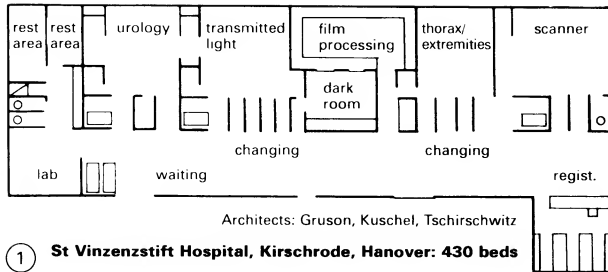 rest
area
rest
area
urology
transmitted
light
film
processing
thorax/
extremities
scanner
dark
room
changing
changing
lab
waiting
regist.
Architects: Gruson, Kuschel, Tschirschwitz
1 St Vinzenzstift Hospital, Kirschrode, Hanover: 430 beds